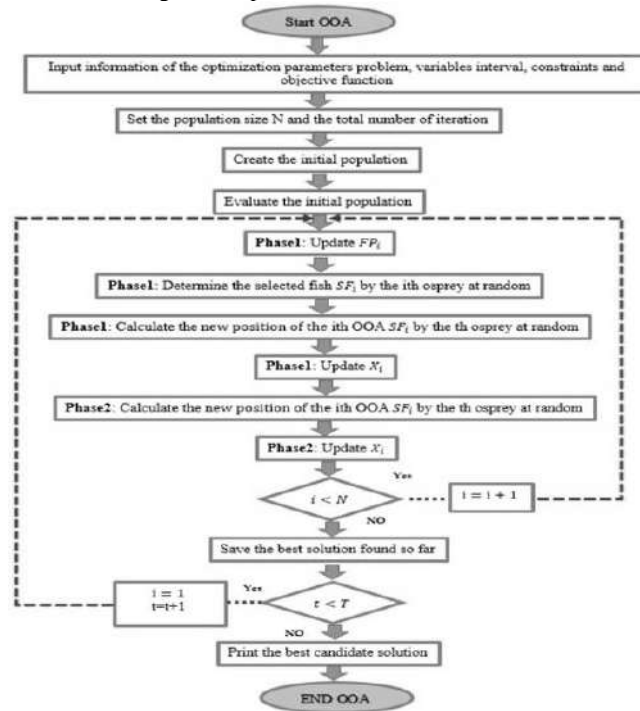 Start OOA
Input information of the optimization parameters problem, variables interval, constraints and
objective function
Set the population size N and the total number of iteration
Create the initial population
Evaluate the initial population
Phase1: Update FPᵢ
Phase1: Determine the selected fish SFᵢ by the ith osprey at random
Phase1: Calculate the new position of the ith OOA SFᵢ by the th osprey at random
Phase1: Update Xᵢ
Phase2: Calculate the new position of the ith OOA SFᵢ by the th osprey at random
Phase2: Update Xᵢ
Yes
i < N
i = i + 1
NO
Save the best solution found so far
i = 1
t=t+1
Yes
t < T
NO
Print the best candidate solution
END OOA